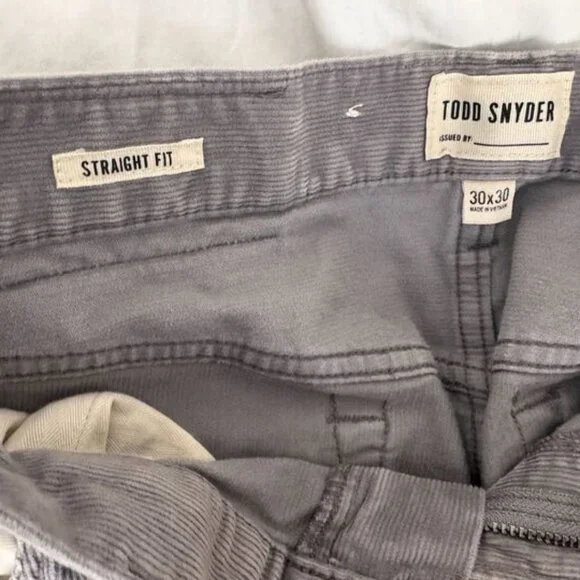 TODD SNYDER
ISSUED BY:
STRAIGHT FIT
30x30
MADE IN VIETNAM